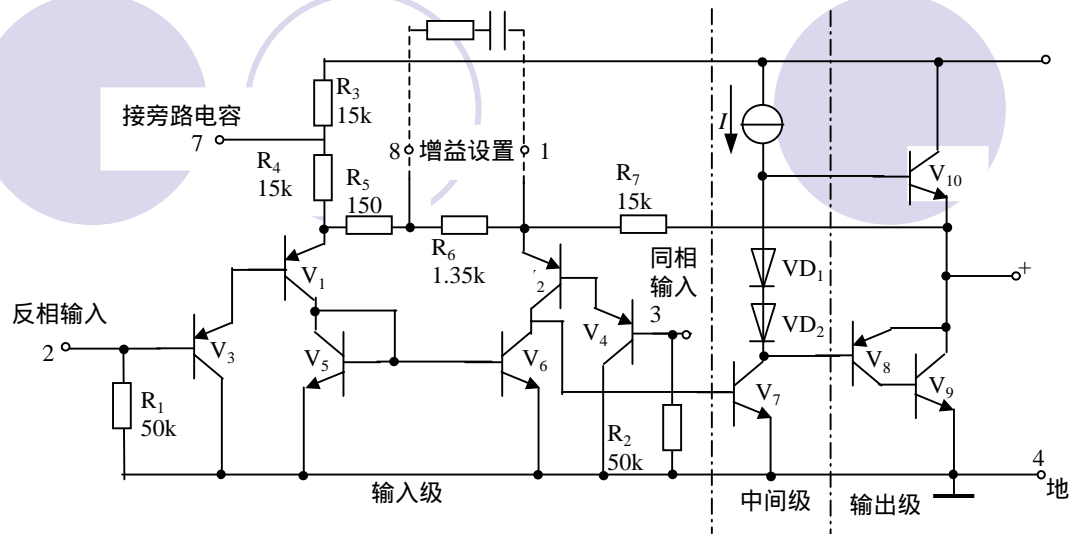 R3
15k
接旁路电容
7
R4
15k
R5
150
8
增益设置
1
R6
1.35k
R7
15k
I
V10
同相
输入
3
VD1
VD2
+
V1
2
V4
反相输入
2
V3
V5
V6
V7
V8
V9
R1
50k
R2
50k
输入级
中间级
输出级
4
地